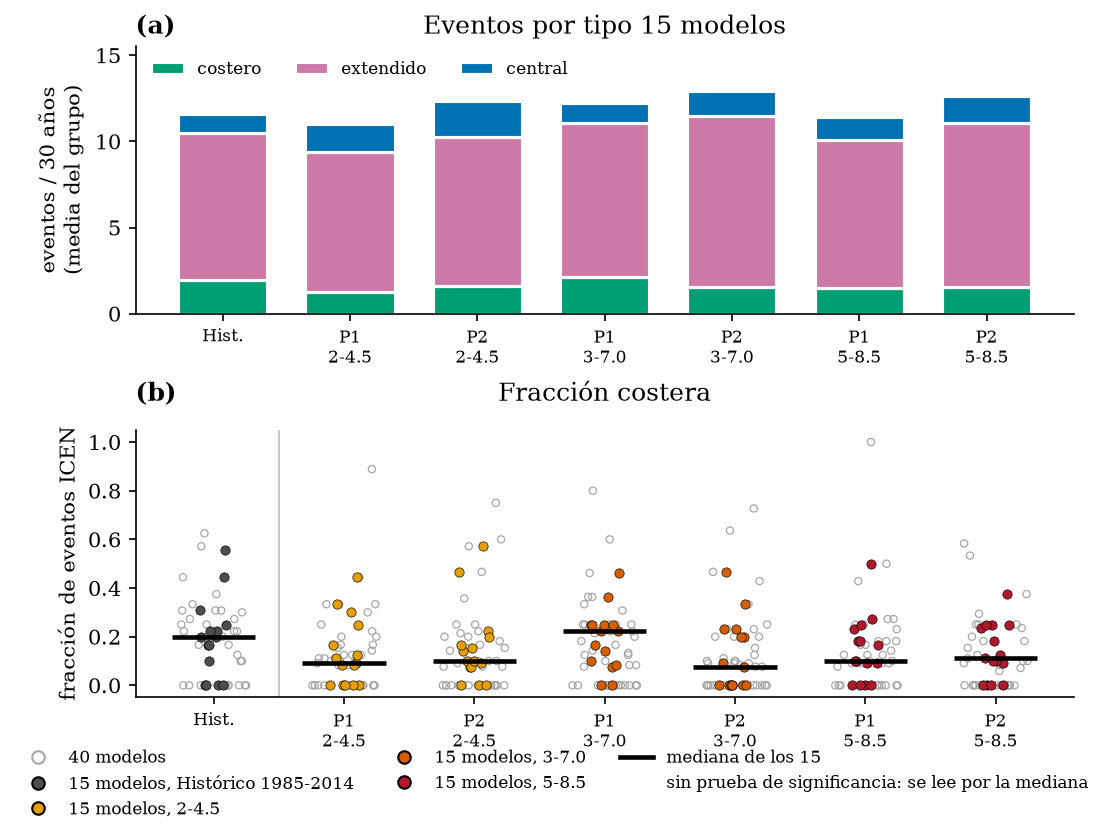 (a) Eventos por tipo 15 modelos
costero extendido central
eventos / 30 años
(media del grupo)
15
10
5
0
Hist. P1 P2 P1 P2 P1 P2
2-4.5 2-4.5 3-7.0 3-7.0 5-8.5 5-8.5
(b) Fracción costera
fracción de eventos ICEN
1.0
0.8
0.6
0.4
0.2
0.0
Hist. P1 P2 P1 P2 P1 P2
2-4.5 2-4.5 3-7.0 3-7.0 5-8.5 5-8.5
40 modelos 15 modelos, 3-7.0 mediana de los 15
15 modelos, Histórico 1985-2014 15 modelos, 5-8.5 sin prueba de significancia: se lee por la mediana
15 modelos, 2-4.5